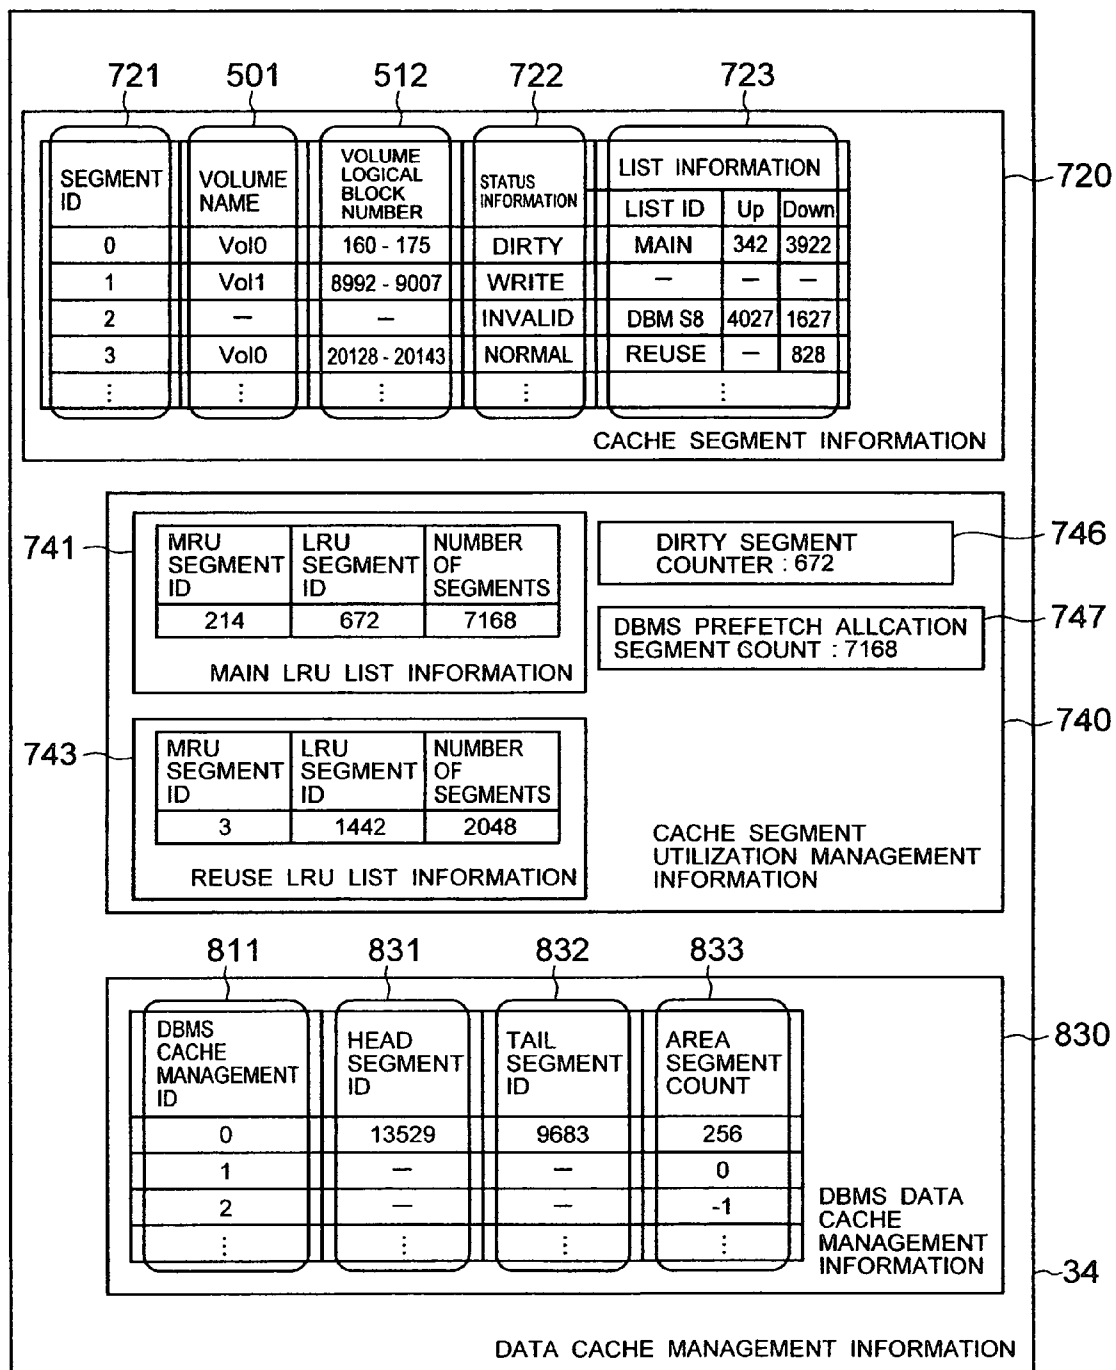 721 501 512 722 723
SEGMENT
ID
VOLUME
NAME
VOLUME
LOGICAL
BLOCK
NUMBER
STATUS
INFORMATION
LIST INFORMATION
LIST ID Up Down
0 Vol0 160 - 175 DIRTY MAIN 342 3922
1 Vol1 8992 - 9007 WRITE — — —
2 — — INVALID DBM S8 4027 1627
3 Vol0 20128 - 20143 NORMAL REUSE — 828
⋮ ⋮ ⋮ ⋮ ⋮
CACHE SEGMENT INFORMATION
720
741
MRU
SEGMENT
ID
LRU
SEGMENT
ID
NUMBER
OF
SEGMENTS
214 672 7168
MAIN LRU LIST INFORMATION
DIRTY SEGMENT
COUNTER : 672
746
DBMS PREFETCH ALLCATION
SEGMENT COUNT : 7168
747
740
743
MRU
SEGMENT
ID
LRU
SEGMENT
ID
NUMBER
OF
SEGMENTS
3 1442 2048
REUSE LRU LIST INFORMATION
CACHE SEGMENT
UTILIZATION MANAGEMENT
INFORMATION
811 831 832 833
DBMS
CACHE
MANAGEMENT
ID
HEAD
SEGMENT
ID
TAIL
SEGMENT
ID
AREA
SEGMENT
COUNT
0 13529 9683 256
1 — — 0
2 — — -1
⋮ ⋮ ⋮ ⋮
830
DBMS DATA
CACHE
MANAGEMENT
INFORMATION
34
DATA CACHE MANAGEMENT INFORMATION